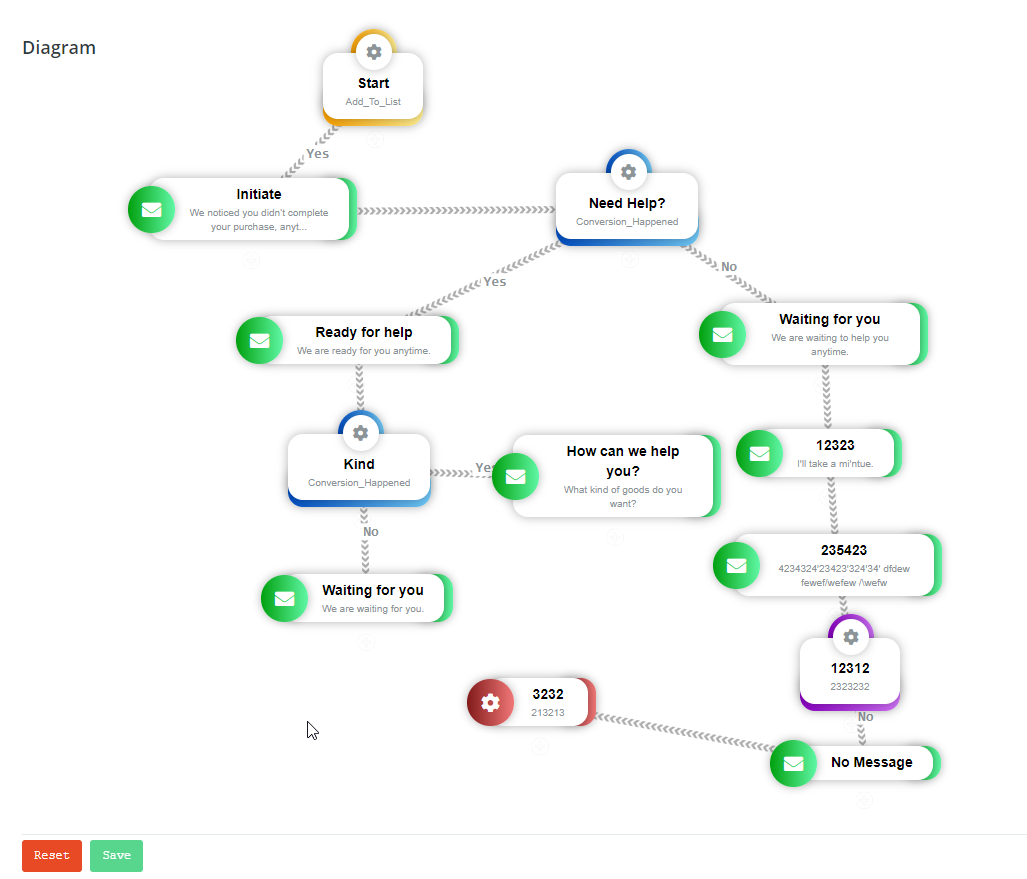 Diagram
Start
Add_To_List
Yes
Initiate
We noticed you didn't complete
your purchase, anyt...
Need Help?
Conversion_Happened
Yes
No
Ready for help
We are ready for you anytime.
Waiting for you
We are waiting to help you
anytime.
Kind
Conversion_Happened
Yes
How can we help
you?
What kind of goods do you
want?
12323
I'll take a mi'ntue.
No
Waiting for you
We are waiting for you.
235423
4234324'23423'324'34' dfdew
fewef/wefew /\wefw
12312
2323232
No
3232
213213
No Message
Reset
Save